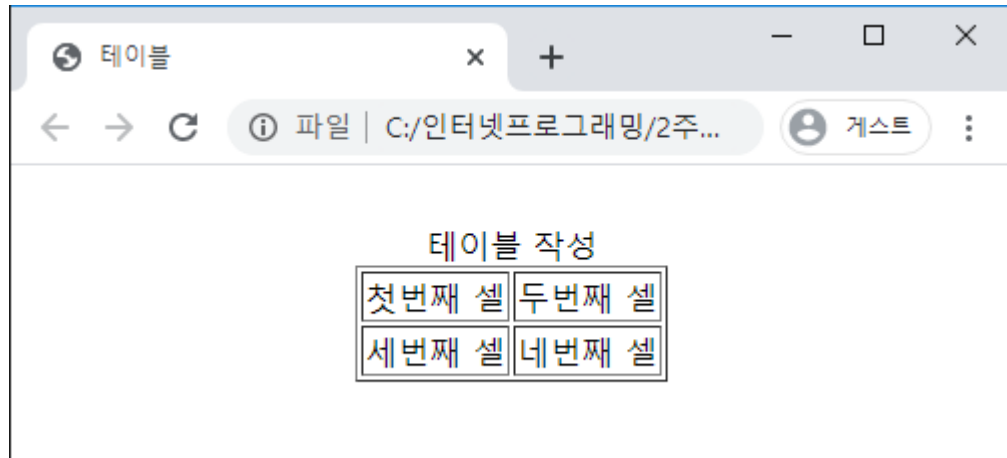 테이블
파일 | C:/인터넷프로그래밍/2주... 게스트
테이블 작성
첫번째 셀 두번째 셀
세번째 셀 네번째 셀